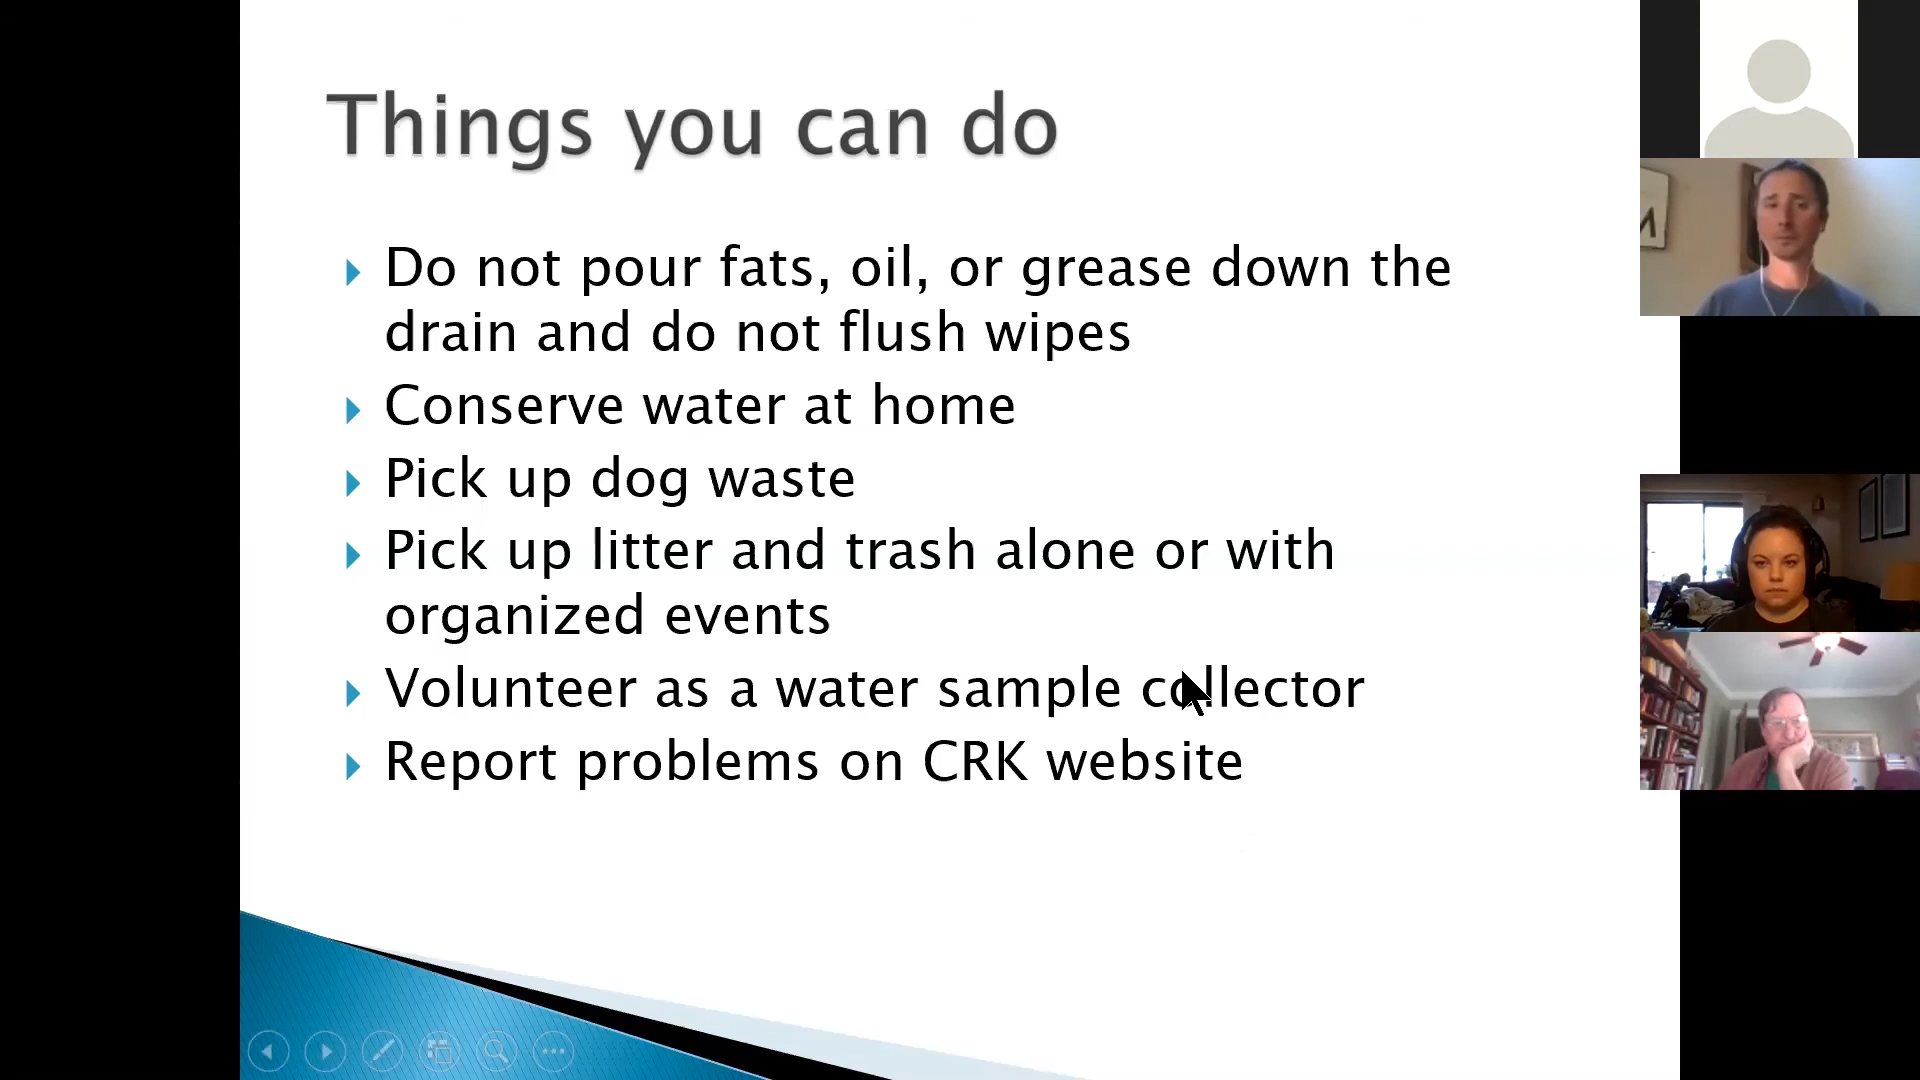 Things you can do
Do not pour fats, oil, or grease down the
drain and do not flush wipes
Conserve water at home
Pick up dog waste
Pick up litter and trash alone or with
organized events
Volunteer as a water sample collector
Report problems on CRK website
M